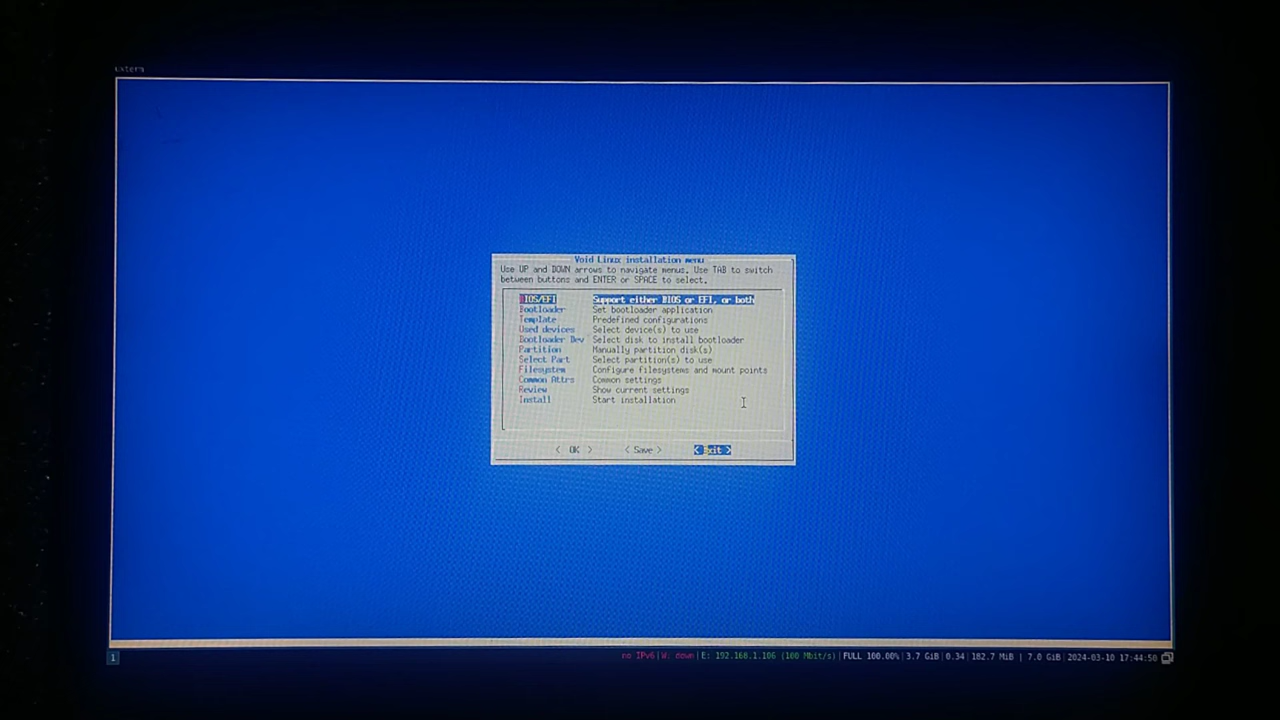 xterm
Void Linux installation menu
Use UP and DOWN arrows to navigate menus. Use TAB to switch
between buttons and ENTER or SPACE to select.
BIOS/EFI Support either BIOS or EFI, or both
Bootloader Set bootloader application
Template Predefined configurations
Used devices Select device(s) to use
Bootloader Dev Select disk to install bootloader
Partition Manually partition disk(s)
Select Part Select partition(s) to use
Filesystem Configure filesystems and mount points
Common Attrs Common settings
Review Show current settings
Install Start installation
< OK > < Save > < Exit >
1 no IPv6|W: down|E: 192.168.1.106 (100 Mbit/s)|FULL 100.00%|3.7 GiB|0.34|182.7 MiB | 7.0 GiB|2024-03-10 17:44:50